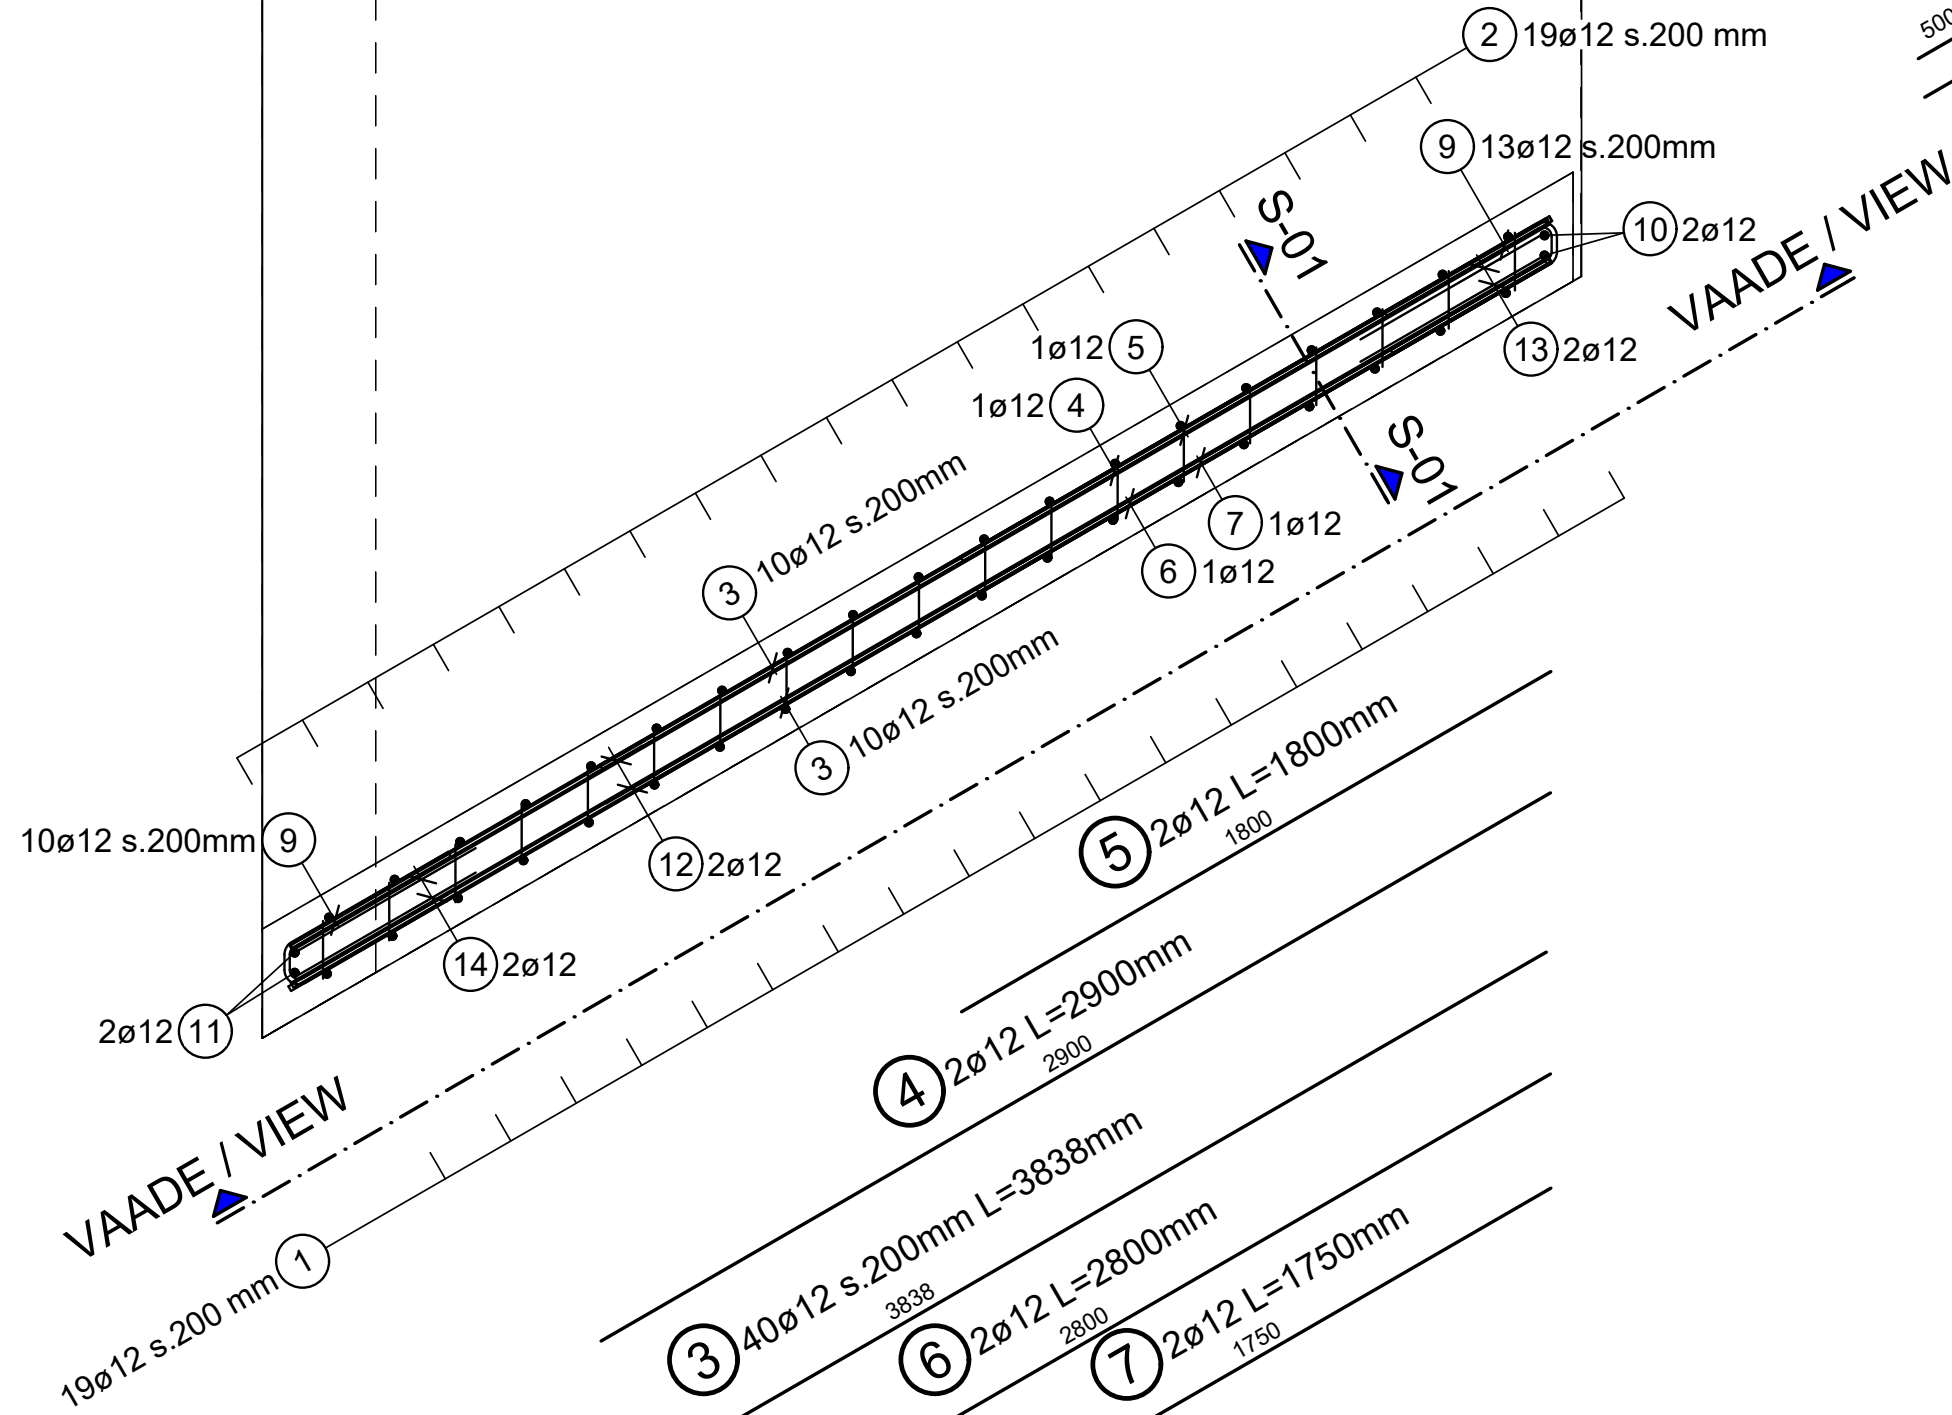 2 19ø12 s.200 mm
500
9 13ø12 s.200mm
10 2ø12
VAADE / VIEW
S-01
1ø12 5
13 2ø12
1ø12 4
S-01
3 10ø12 s.200mm
7 1ø12
6 1ø12
3 10ø12 s.200mm
10ø12 s.200mm 9
12 2ø12
5 2ø12 L=1800mm
1800
14 2ø12
2ø12 11
4 2ø12 L=2900mm
2900
VAADE / VIEW
19ø12 s.200 mm 1
3 40ø12 s.200mm L=3838mm
3838
6 2ø12 L=2800mm
2800
7 2ø12 L=1750mm
1750